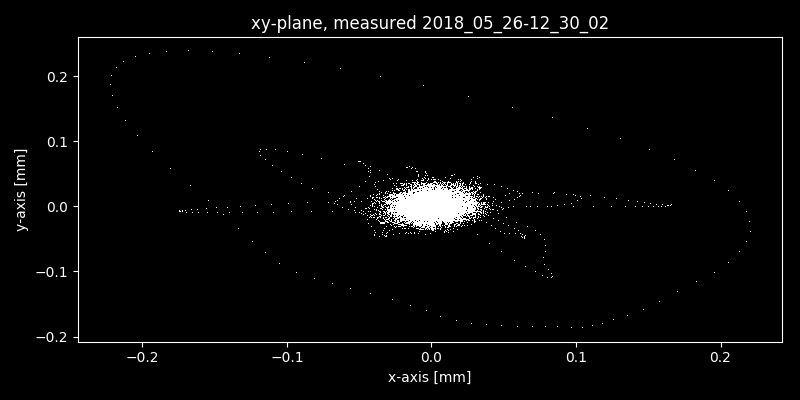 xy-plane, measured 2018_05_26-12_30_02
0.2
0.1
0.0
−0.1
−0.2
y-axis [mm]
−0.2 −0.1 0.0 0.1 0.2
x-axis [mm]